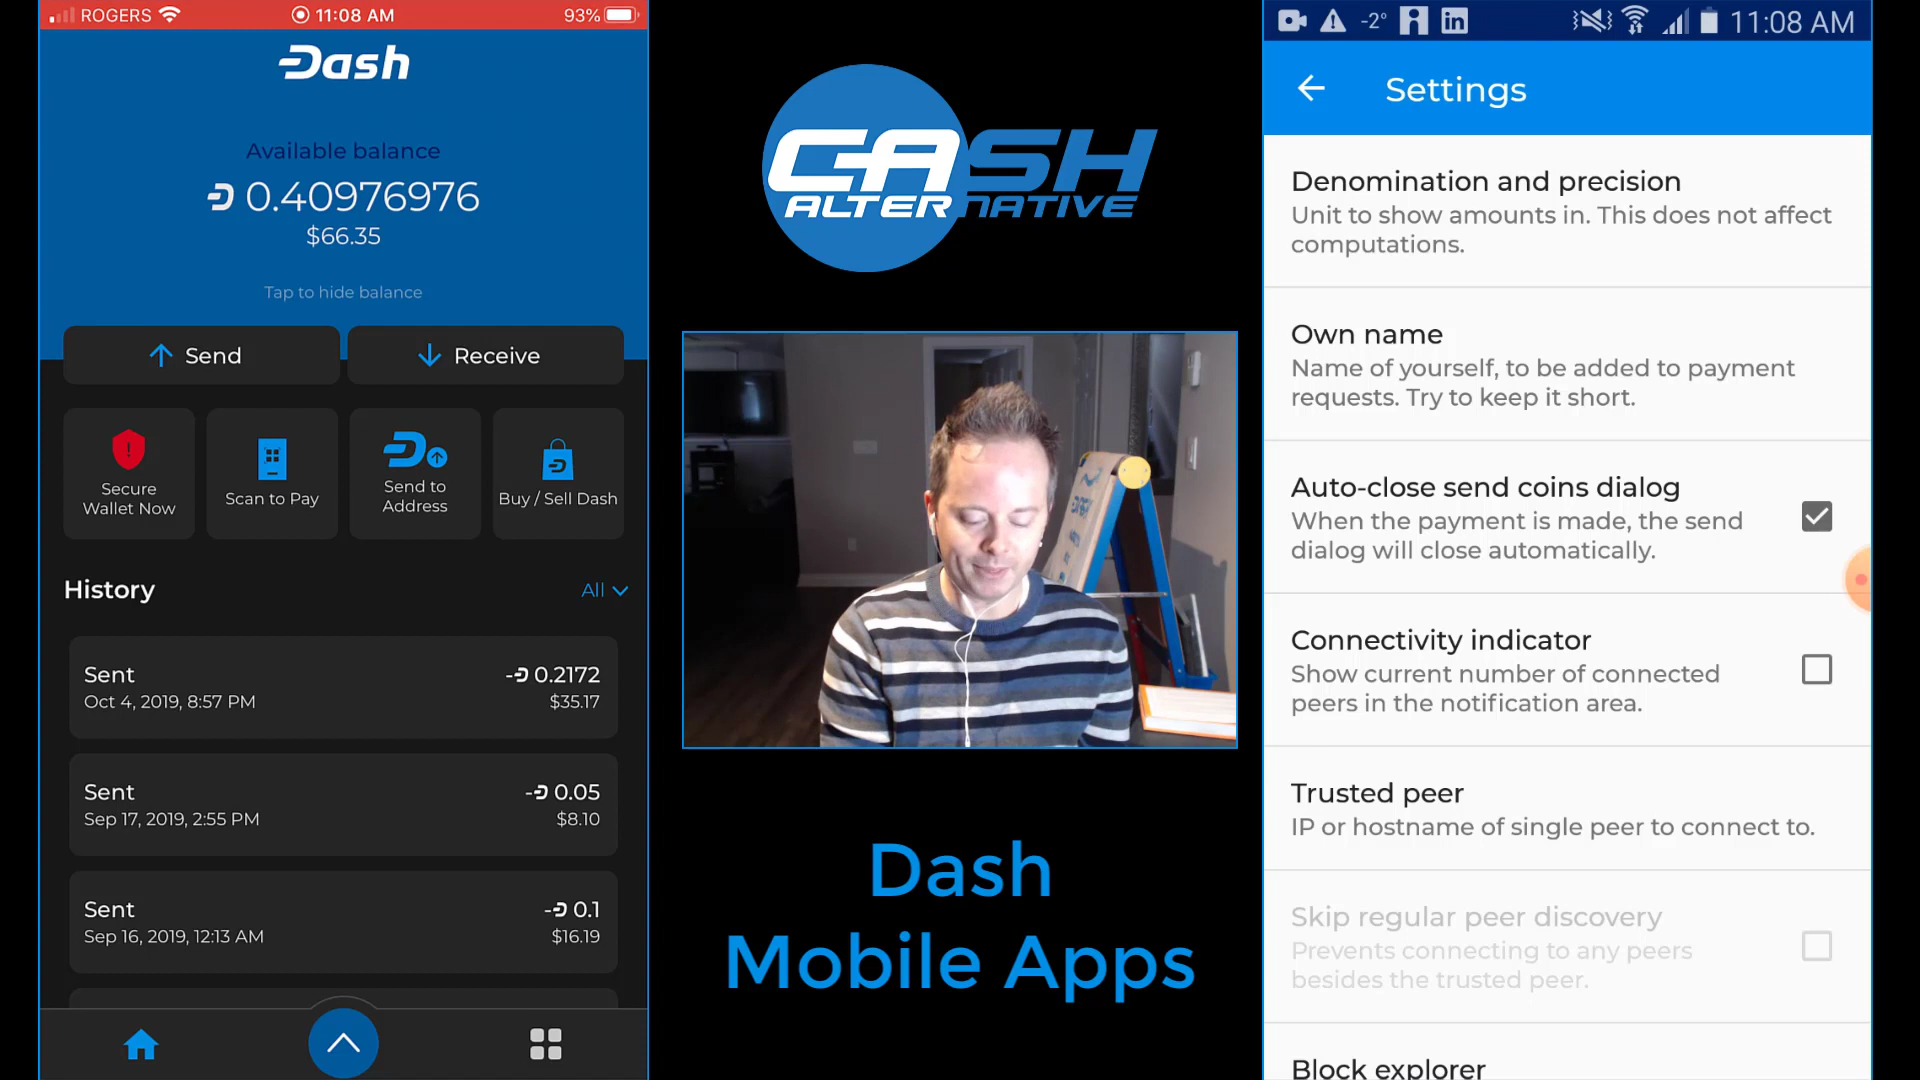 ROGERS
11:08 AM
93%
Dash
Available balance
0.40976976
$66.35
Tap to hide balance
Send
Receive
Secure
Wallet Now
Scan to Pay
Send to
Address
Buy / Sell Dash
History
All
Sent
-0.2172
Oct 4, 2019, 8:57 PM
$35.17
Sent
-0.05
Sep 17, 2019, 2:55 PM
$8.10
Sent
-0.1
Sep 16, 2019, 12:13 AM
$16.19
CASH
ALTERNATIVE
Dash
Mobile Apps
-2°
in
11:08 AM
Settings
Denomination and precision
Unit to show amounts in. This does not affect
computations.
Own name
Name of yourself, to be added to payment
requests. Try to keep it short.
Auto-close send coins dialog
When the payment is made, the send
dialog will close automatically.
Connectivity indicator
Show current number of connected
peers in the notification area.
Trusted peer
IP or hostname of single peer to connect to.
Skip regular peer discovery
Prevents connecting to any peers
besides the trusted peer.
Block explorer